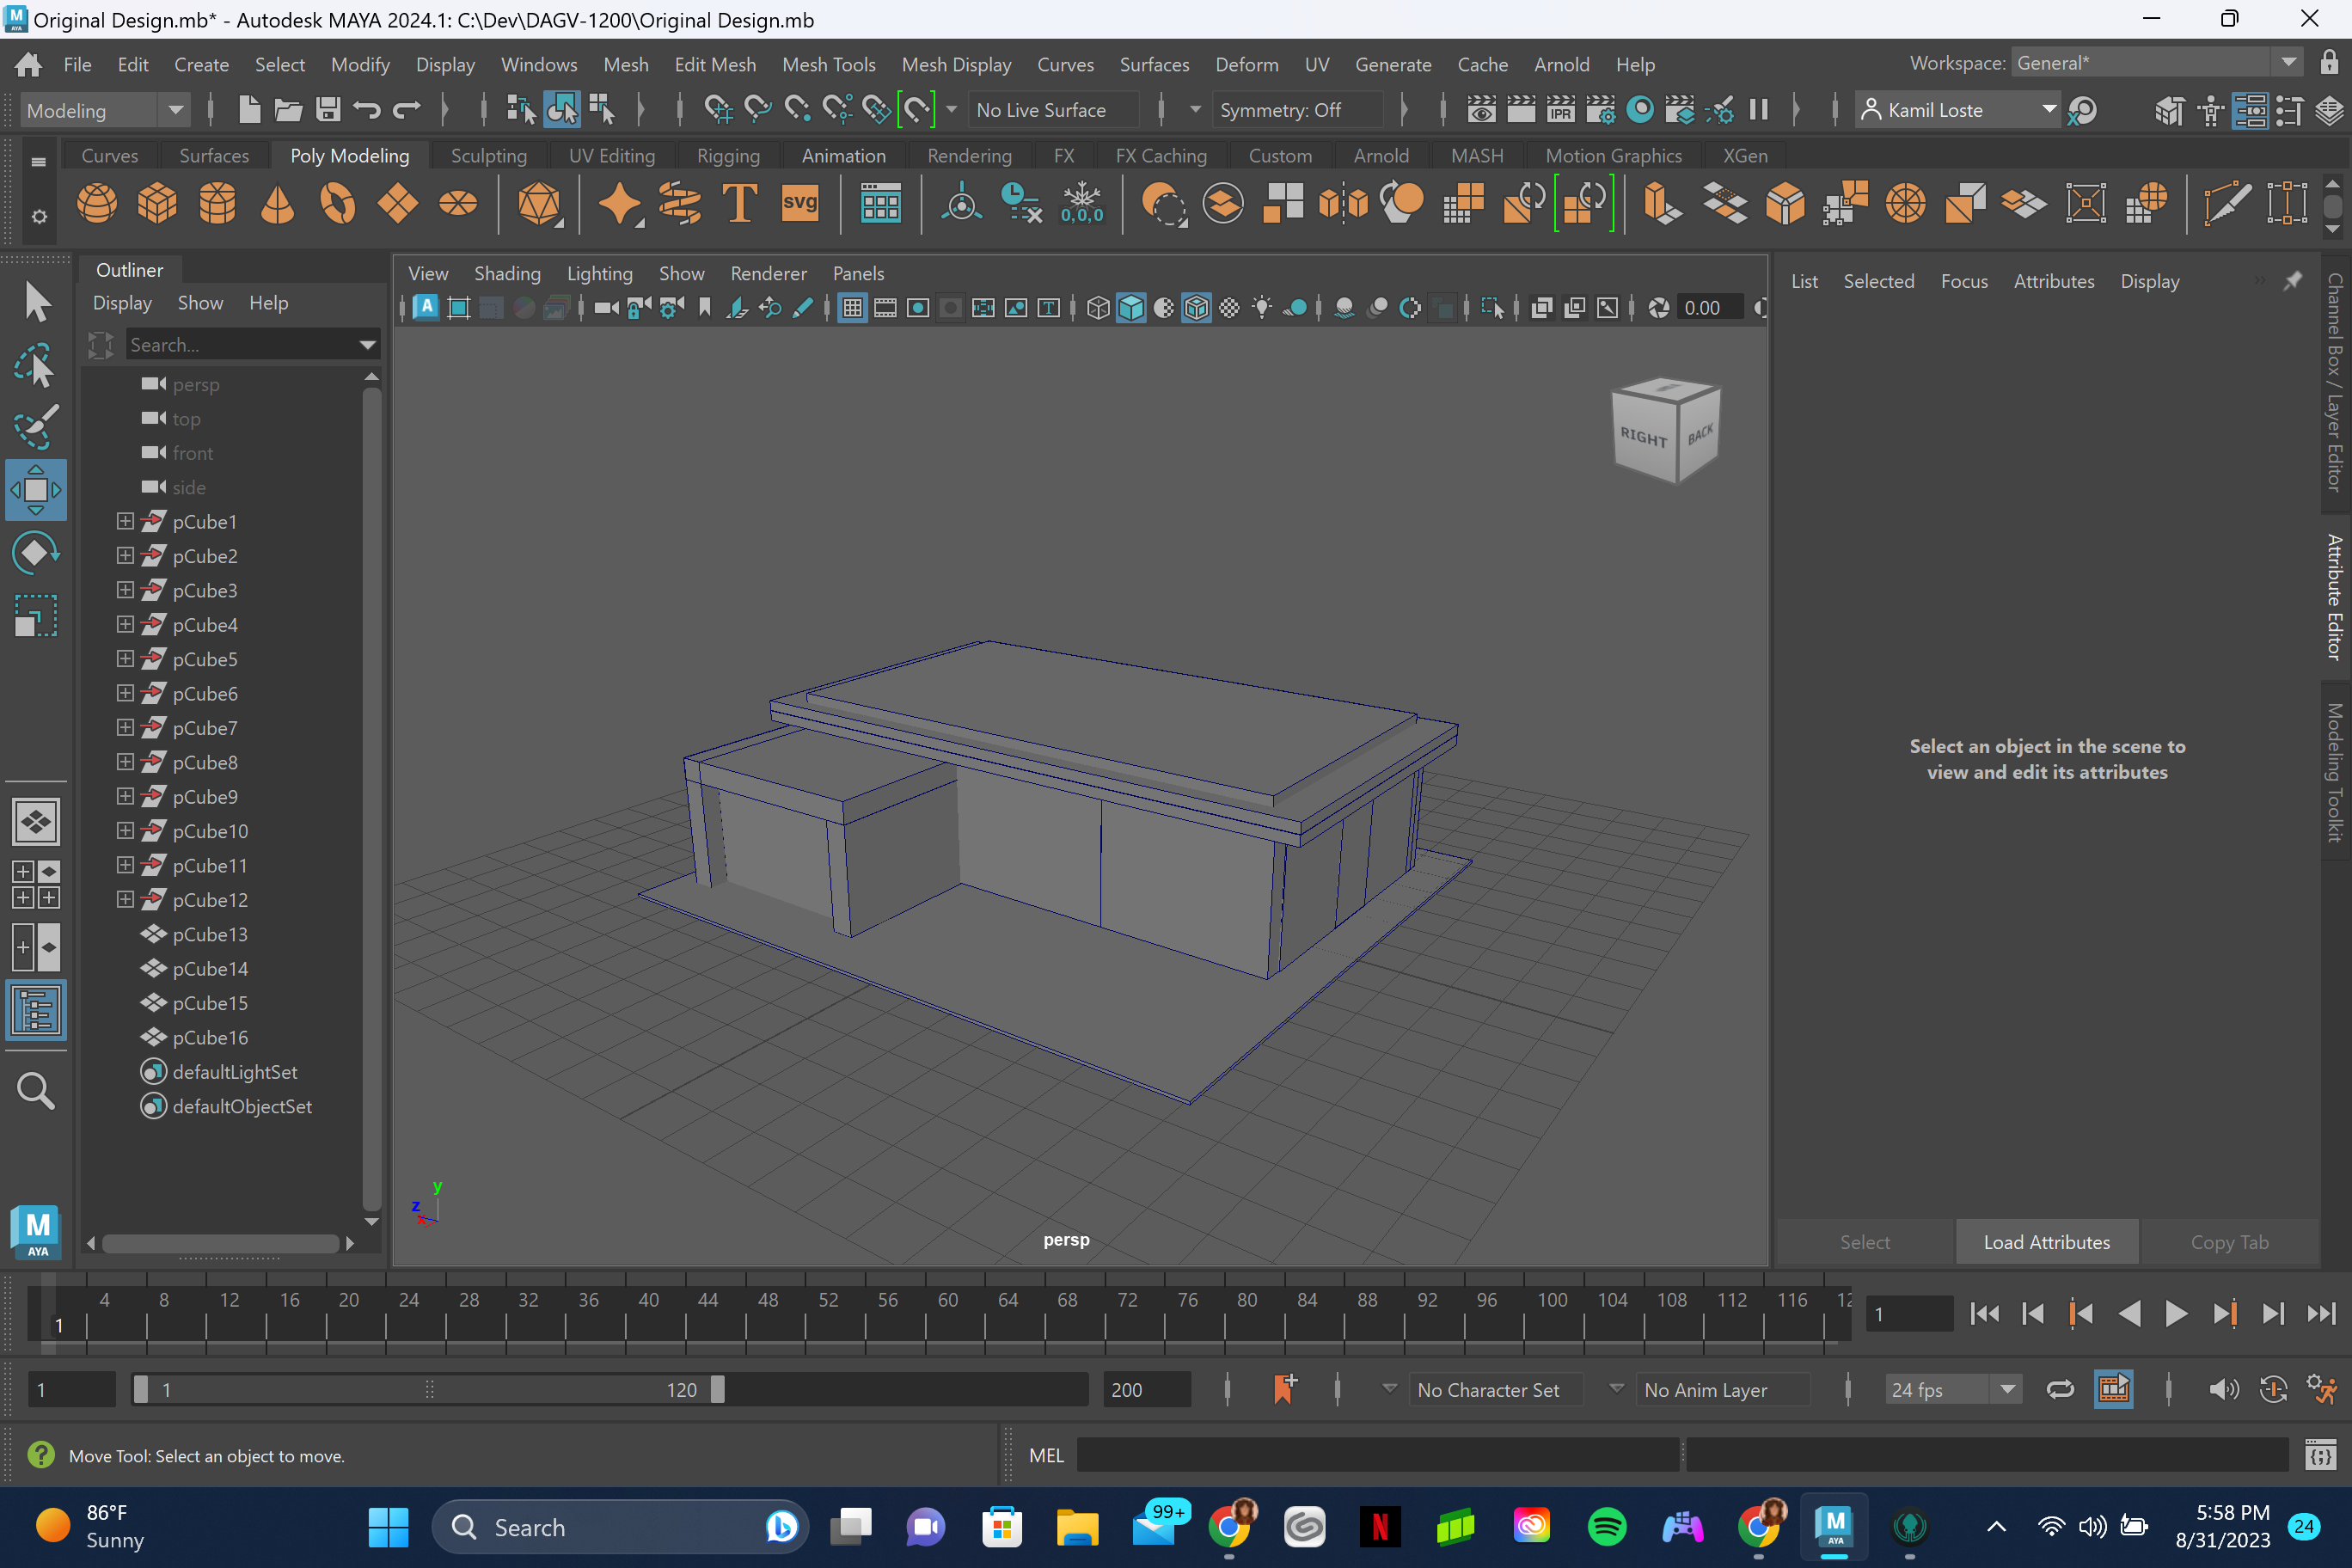 Original Design.mb* - Autodesk MAYA 2024.1: C:\Dev\DAGV-1200\Original Design.mb
File Edit Create Select Modify Display Windows Mesh Edit Mesh Mesh Tools Mesh Display Curves Surfaces Deform UV Generate Cache Arnold Help Workspace: General*
Modeling No Live Surface Symmetry: Off IPR Kamil Loste
Curves Surfaces Poly Modeling Sculpting UV Editing Rigging Animation Rendering FX FX Caching Custom Arnold MASH Motion Graphics XGen
T svg 0,0,0
Outliner
Display Show Help
Search...
persp
top
front
side
pCube1
pCube2
pCube3
pCube4
pCube5
pCube6
pCube7
pCube8
pCube9
pCube10
pCube11
pCube12
pCube13
pCube14
pCube15
pCube16
defaultLightSet
defaultObjectSet
M
AYA
View Shading Lighting Show Renderer Panels
A T 0.00
RIGHT BACK
y
z
x
persp
List Selected Focus Attributes Display
Select an object in the scene to
view and edit its attributes
Select Load Attributes Copy Tab
Channel Box / Layer Editor
Attribute Editor
Modeling Toolkit
4 8 12 16 20 24 28 32 36 40 44 48 52 56 60 64 68 72 76 80 84 88 92 96 100 104 108 112 116 12
1 1
1 1 120 200 No Character Set No Anim Layer 24 fps
Move Tool: Select an object to move. MEL
86°F
Sunny
Search
99+
N
M
AYA
5:58 PM
8/31/2023
24